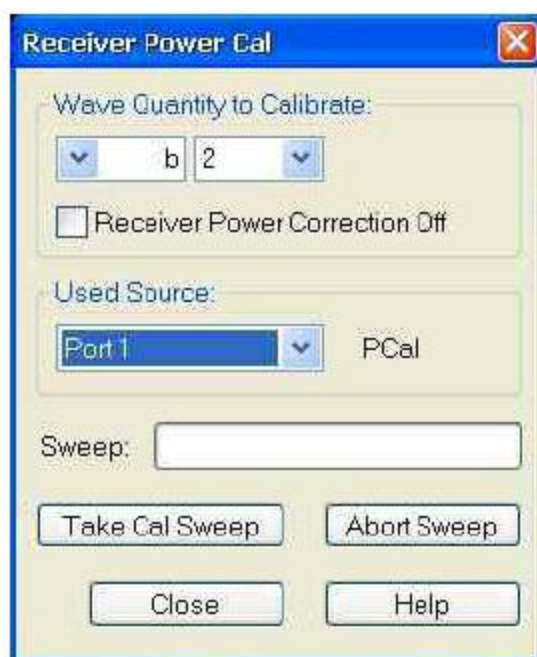 Receiver Power Cal
Wave Quantity to Calibrate:
b 2
Receiver Power Correction Off
Used Source:
Port 1 PCal
Sweep:
Take Cal Sweep Abort Sweep
Close Help